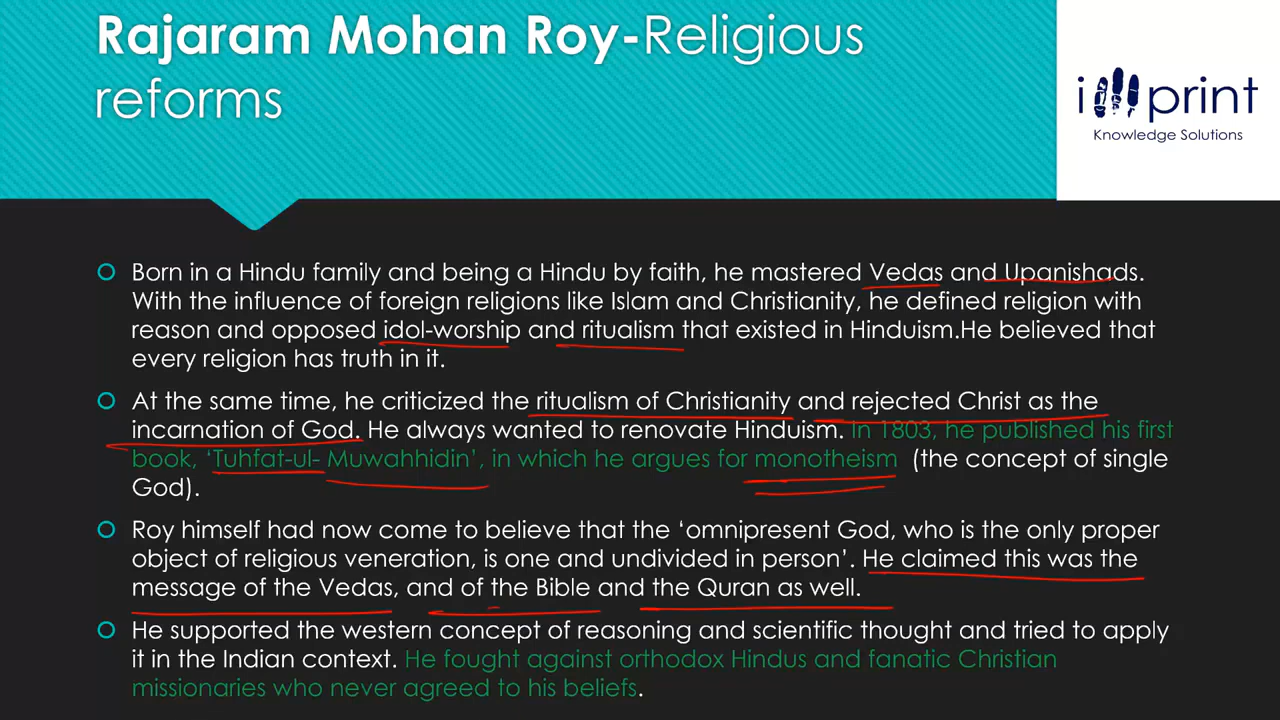 Rajaram Mohan Roy-Religious
reforms
i print
Knowledge Solutions
Born in a Hindu family and being a Hindu by faith, he mastered Vedas and Upanishads.
With the influence of foreign religions like Islam and Christianity, he defined religion with
reason and opposed idol-worship and ritualism that existed in Hinduism.He believed that
every religion has truth in it.
At the same time, he criticized the ritualism of Christianity and rejected Christ as the
incarnation of God. He always wanted to renovate Hinduism. In 1803, he published his first
book, ‘Tuhfat-ul- Muwahhidin’, in which he argues for monotheism (the concept of single
God).
Roy himself had now come to believe that the ‘omnipresent God, who is the only proper
object of religious veneration, is one and undivided in person’. He claimed this was the
message of the Vedas, and of the Bible and the Quran as well.
He supported the western concept of reasoning and scientific thought and tried to apply
it in the Indian context. He fought against orthodox Hindus and fanatic Christian
missionaries who never agreed to his beliefs.